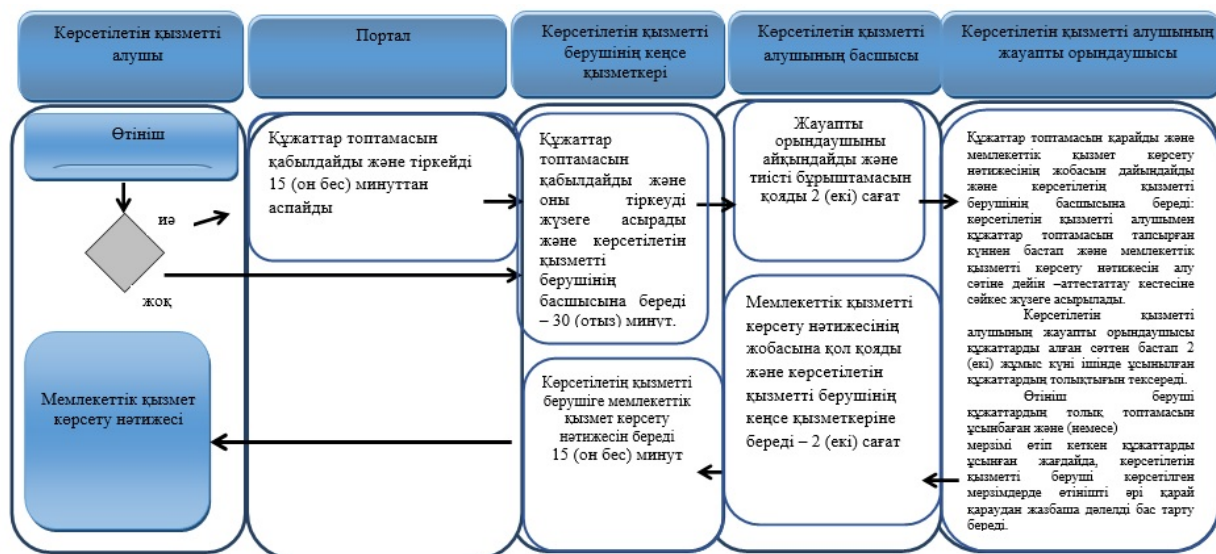 Көрсетілетін қызметті
алушы
Портал
Көрсетілетін қызметті
берушінің кеңсе
қызметкері
Көрсетілетін қызметті
алушының басшысы
Көрсетілетін қызметті алушының
жауапты орындаушысы
Өтініш
иә
жоқ
Мемлекеттік қызмет
көрсету нәтижесі
Құжаттар топтамасын
қабылдайды және тіркейді
15 (он бес) минуттан
аспайды
Құжаттар
топтамасын
қабылдайды және
оны тіркеуді
жүзеге асырады
және көрсетілетін
қызметті
берушінің
басшысына береді
– 30 (отыз) минут.
Көрсетілетін қызметті
берушіге мемлекеттік
қызмет көрсету
нәтижесін береді
15 (он бес) минут
Жауапты
орындаушыны
айқындайды және
тиісті бұрыштамасын
қояды 2 (екі) сағат
Мемлекеттік қызметті
көрсету нәтижесінің
жобасына қол қояды
және көрсетілетін
қызметті берушінің
кеңсе қызметкеріне
береді – 2 (екі) сағат
Құжаттар топтамасын қарайды және
мемлекеттік қызмет көрсету
нәтижесінің жобасын дайындайды
және көрсетілетін қызметті
берушінің басшысына береді:
көрсетілетін қызметті алушымен
құжаттар топтамасын тапсырған
күннен бастап және мемлекеттік
қызметті көрсету нәтижесін алу
сәтіне дейін –аттестаттау кестесіне
сәйкес жүзеге асырылады.
Көрсетілетін қызметті
алушының жауапты орындаушысы
құжаттарды алған сәттен бастап 2
(екі) жұмыс күні ішінде ұсынылған
құжаттардың толықтығын тексереді.
Өтініш беруші
құжаттардың толық топтамасын
ұсынбаған және (немесе)
мерзімі өтіп кеткен құжаттарды
ұсынған жағдайда, көрсетілетін
қызметті беруші көрсетілген
мерзімдерде өтінішті әрі қарай
қараудан жазбаша дәлелді бас тарту
береді.